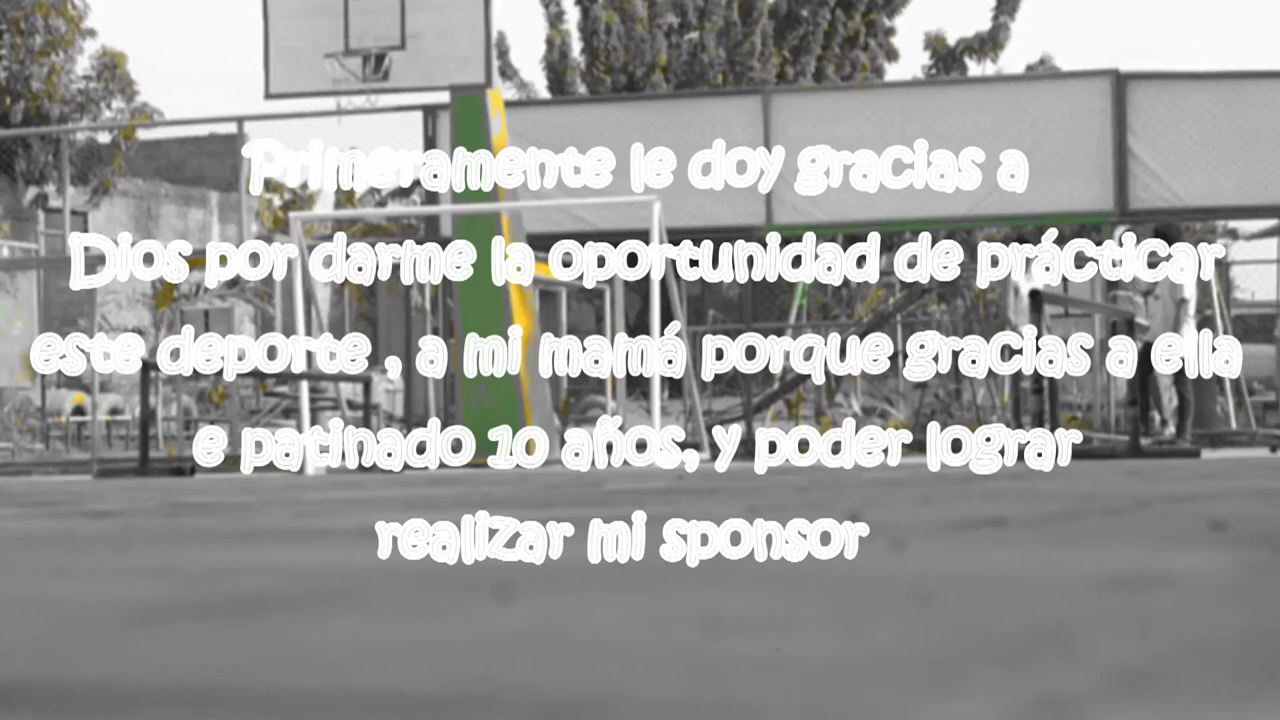 Primeramente le doy gracias a
Dios por darme la oportunidad de prácticar
este deporte , a mi mamá porque gracias a ella
e patinado 10 años, y poder lograr
realizar mi sponsor